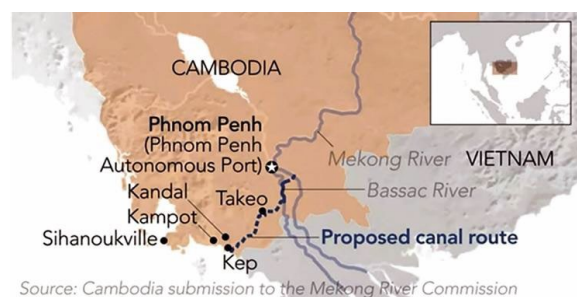 CAMBODIA
Phnom Penh
(Phnom Penh
Autonomous Port)
Mekong River
VIETNAM
Kandal
Takeo
Bassac River
Kampot
Sihanoukville
Proposed canal route
Kep
Source: Cambodia submission to the Mekong River Commission